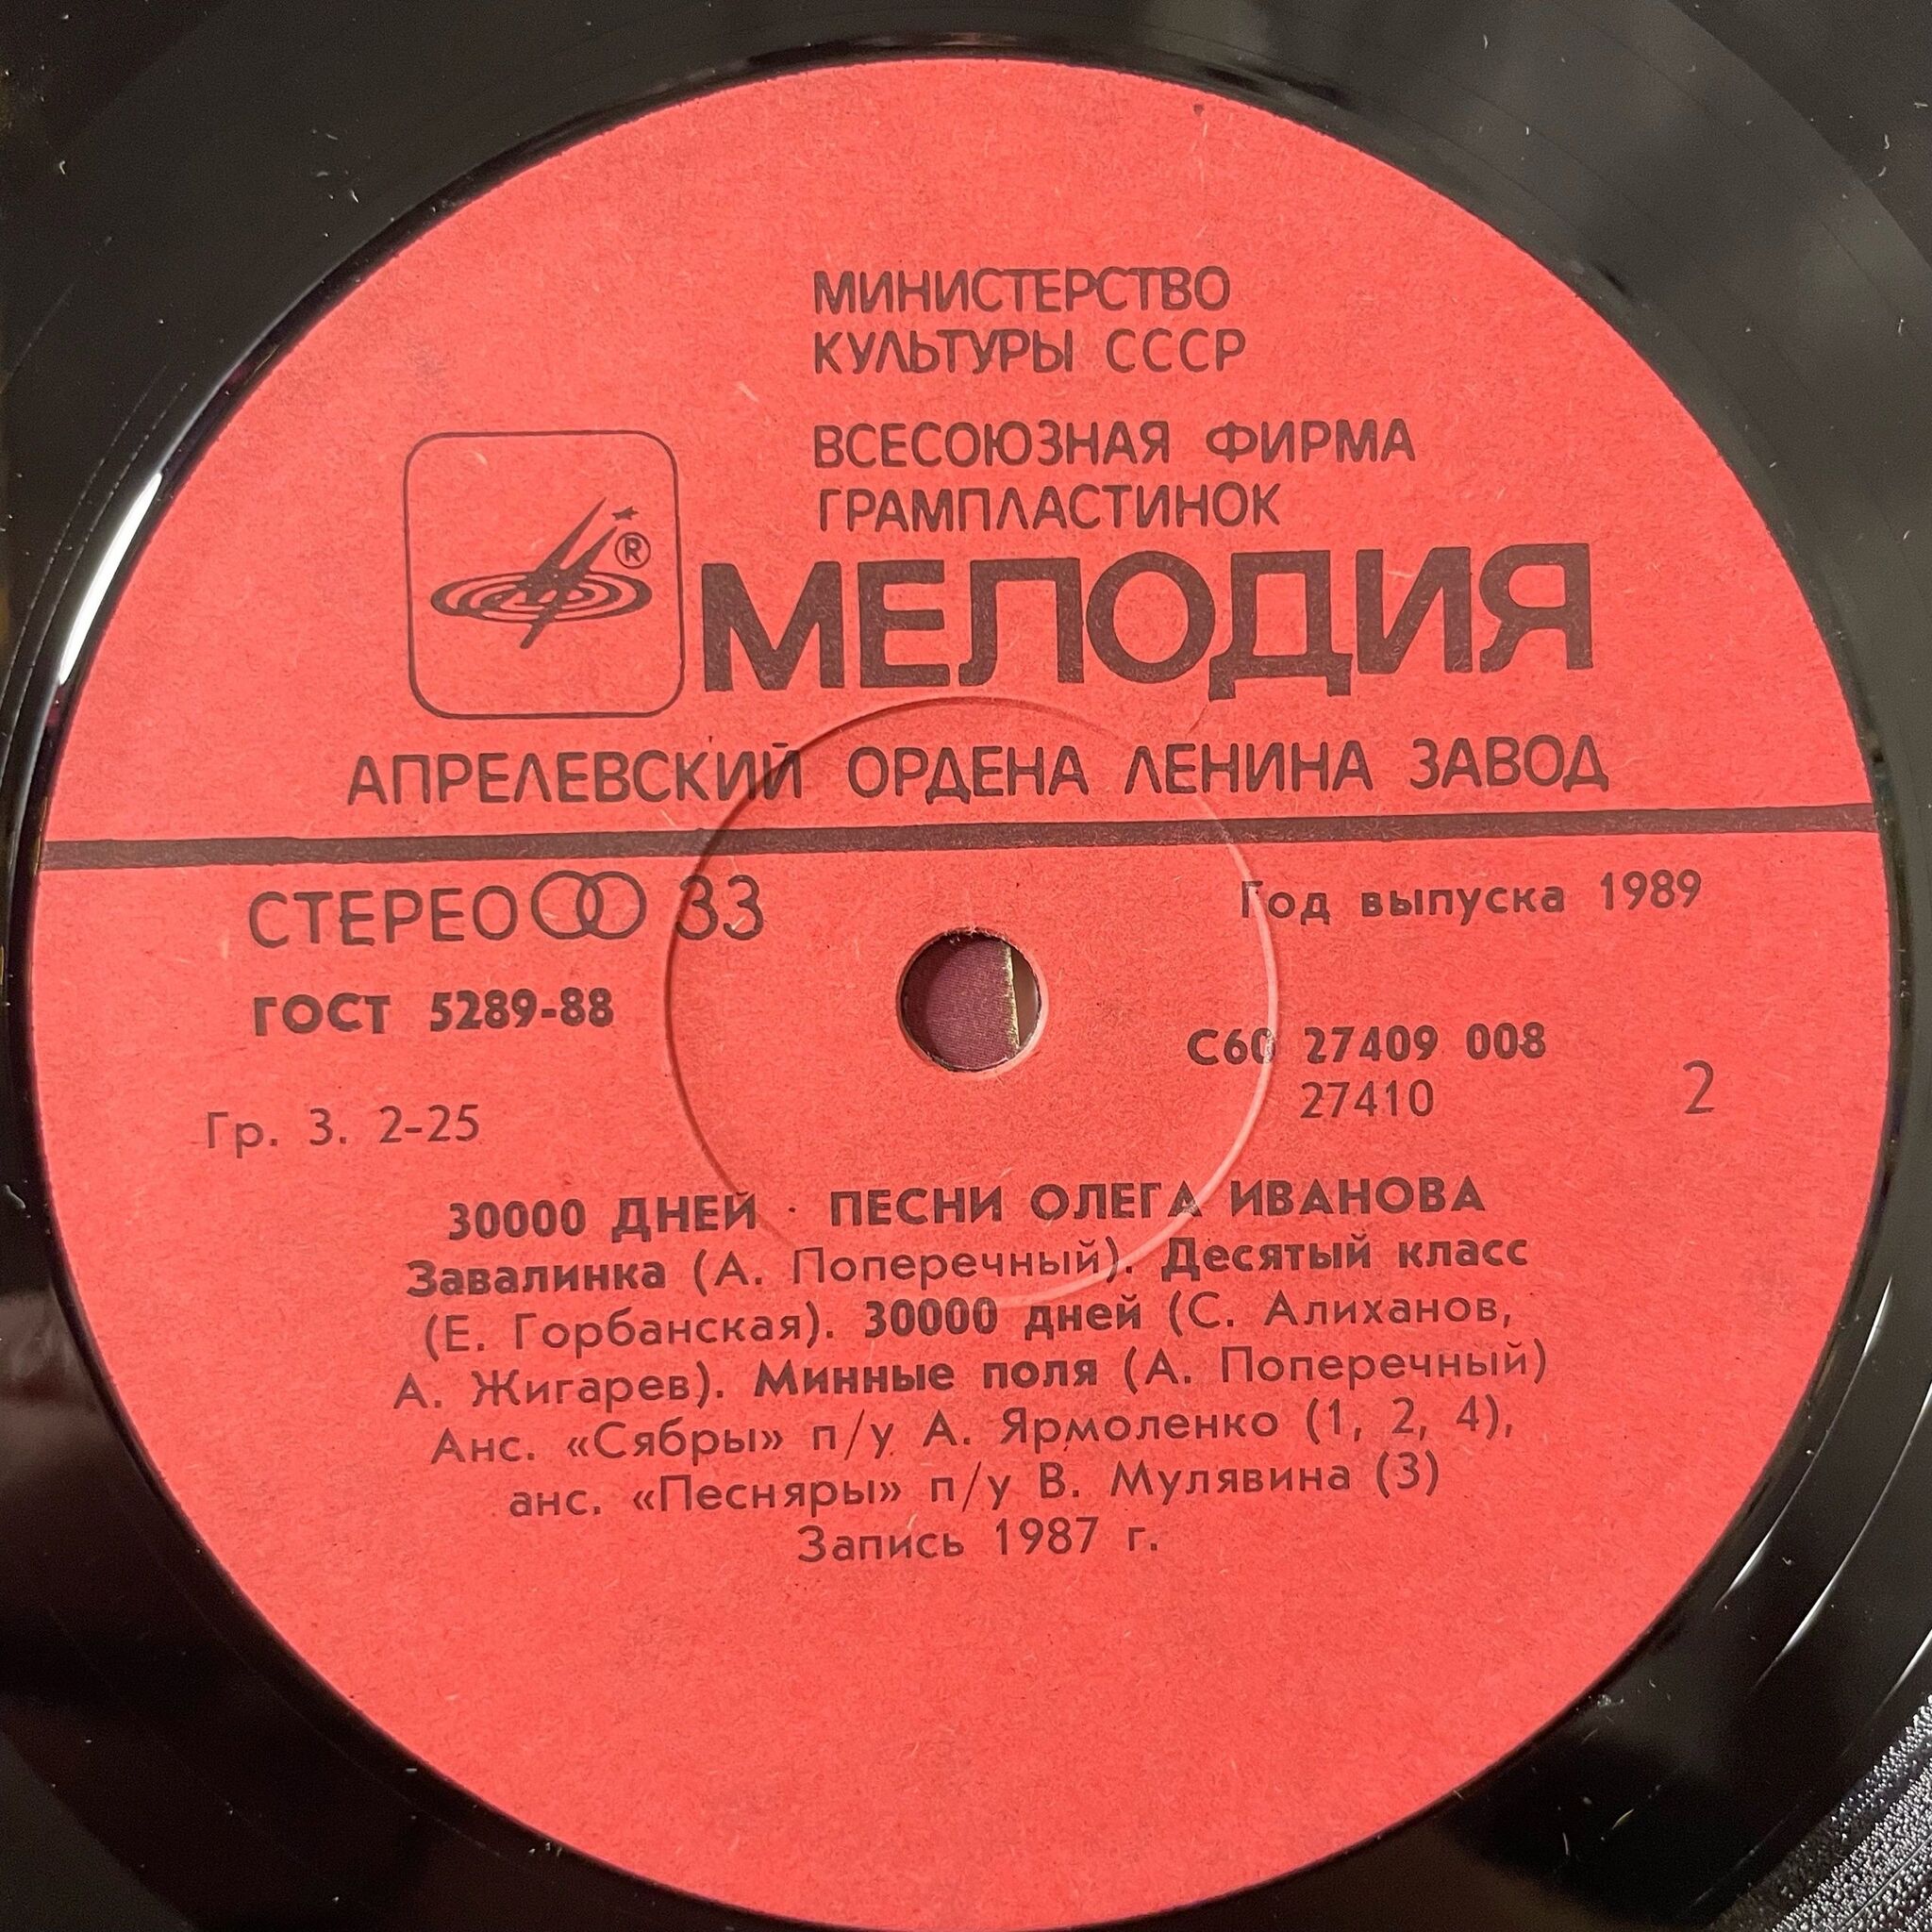 МИНИСТЕРСТВО
КУЛЬТУРЫ СССР
ВСЕСОЮЗНАЯ ФИРМА
ГРАМПЛАСТИНОК
®
МЕЛОДИЯ
АПРЕЛЕВСКИЙ ОРДЕНА ЛЕНИНА ЗАВОД
СТЕРЕО 33
Год выпуска 1989
ГОСТ 5289-88
С60 27409 008
27410
2
Гр. 3. 2-25
30000 ДНЕЙ · ПЕСНИ ОЛЕГА ИВАНОВА
Завалинка (А. Поперечный). Десятый класс
(Е. Горбанская). 30000 дней (С. Алиханов,
А. Жигарев). Минные поля (А. Поперечный)
Анс. «Сябры» п/у А. Ярмоленко (1, 2, 4),
анс. «Песняры» п/у В. Мулявина (3)
Запись 1987 г.